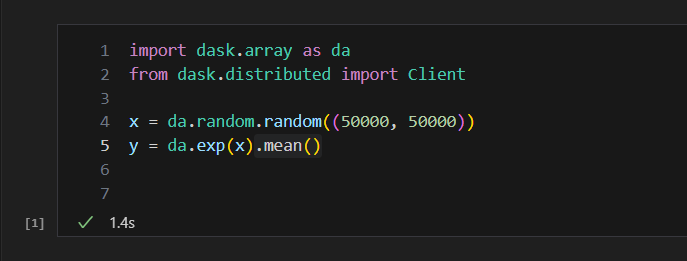 1 import dask.array as da
2 from dask.distributed import Client
3
4 x = da.random.random((50000, 50000))
5 y = da.exp(x).mean()
6
7
[1] ✓ 1.4s